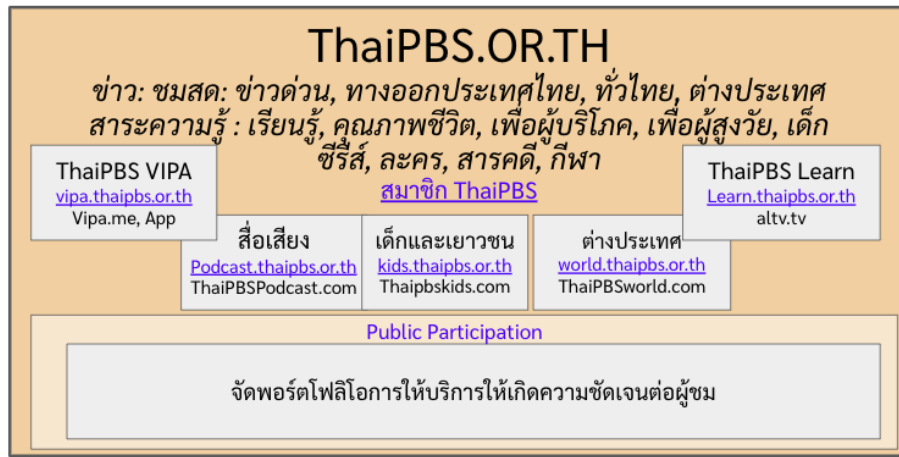 ThaiPBS.OR.TH
ข่าว: ชมสด: ข่าวด่วน, ทางออกประเทศไทย, ทั่วไทย, ต่างประเทศ
สาระความรู้ : เรียนรู้, คุณภาพชีวิต, เพื่อผู้บริโภค, เพื่อผู้สูงวัย, เด็ก
ซีรีส์, ละคร, สารคดี, กีฬา
สมาชิก ThaiPBS
ThaiPBS VIPA
vipa.thaipbs.or.th
Vipa.me, App
ThaiPBS Learn
Learn.thaipbs.or.th
altv.tv
สื่อเสียง
Podcast.thaipbs.or.th
ThaiPBSPodcast.com
เด็กและเยาวชน
kids.thaipbs.or.th
Thaipbskids.com
ต่างประเทศ
world.thaipbs.or.th
ThaiPBSworld.com
Public Participation
จัดพอร์ตโฟลิโอการให้บริการให้เกิดความชัดเจนต่อผู้ชม